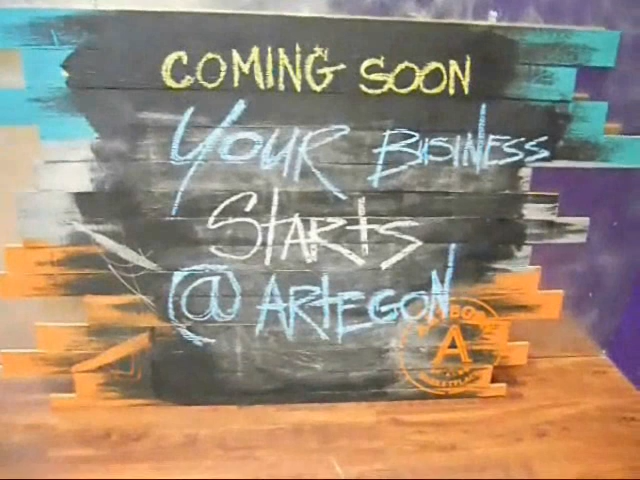 COMING SOON
YOUR BUSINESS
STARTS
@ ARTEGON
A